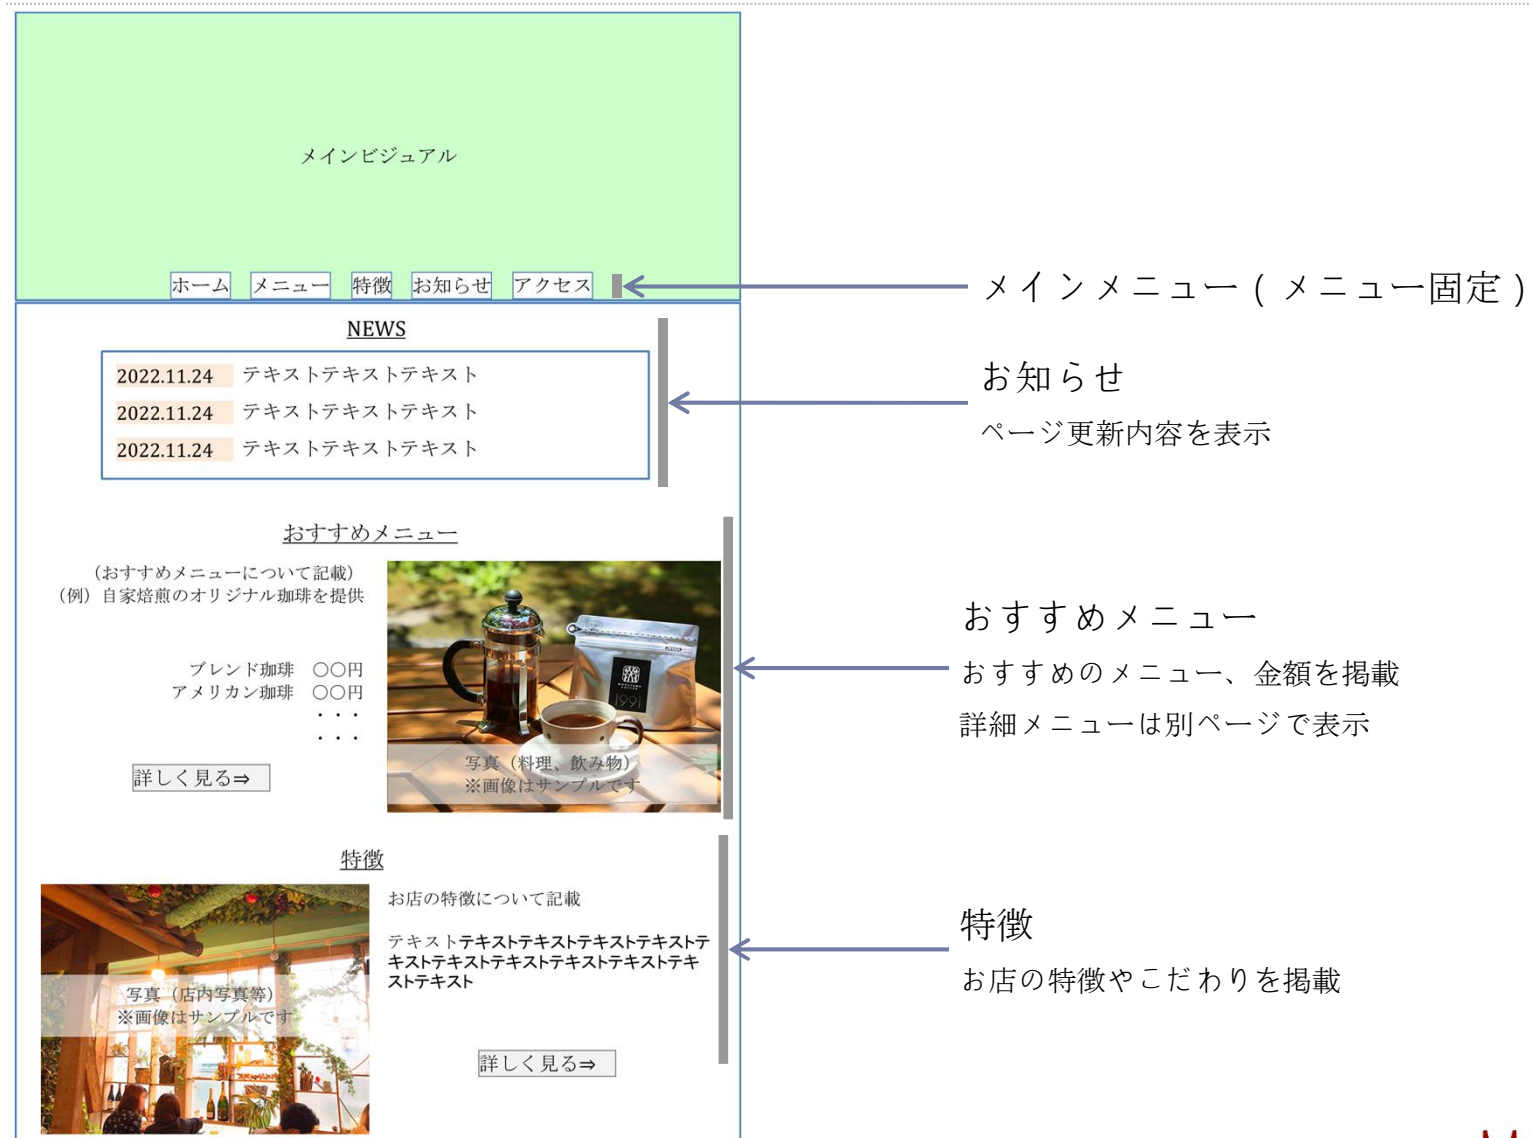 メインビジュアル
ホーム メニュー 特徴 お知らせ アクセス
メインメニュー(メニュー固定)
NEWS
2022.11.24 テキストテキストテキスト
2022.11.24 テキストテキストテキスト
2022.11.24 テキストテキストテキスト
お知らせ
ページ更新内容を表示
おすすめメニュー
(おすすめメニューについて記載)
(例)自家焙煎のオリジナル珈琲を提供
ブレンド珈琲 〇〇円
アメリカン珈琲 〇〇円
・・・
・・・
詳しく見る⇒
1991
写真(料理、飲み物)
※画像はサンプルです
おすすめメニュー
おすすめのメニュー、金額を掲載
詳細メニューは別ページで表示
特徴
写真(店内写真等)
※画像はサンプルです
お店の特徴について記載
テキストテキストテキストテキストテキストテ
キストテキストテキストテキストテキストテキ
ストテキスト
詳しく見る⇒
特徴
お店の特徴やこだわりを掲載